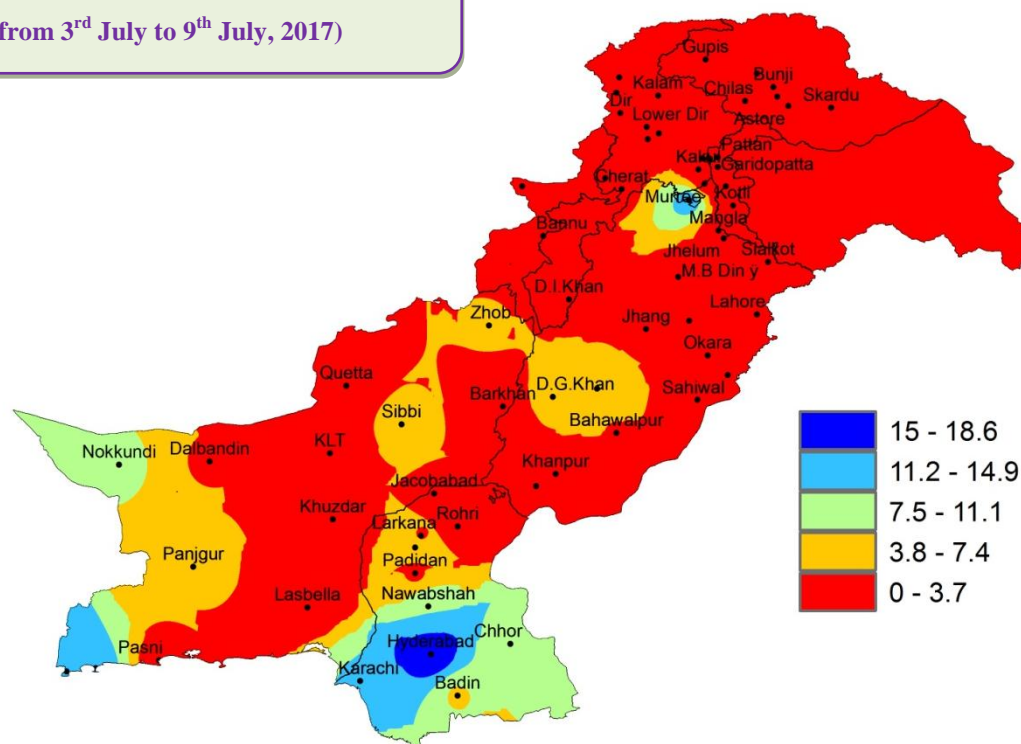 from 3rd July to 9th July, 2017)
Gupis
Bunji
Kalam
Chilas
Skardu
Dir
Lower Dir
Astore
Pattan
Garidopatta
Cherat
Murree
Kotli
Bannu
Mangla
Jhelum
Sialkot
M.B Din y
D.I.Khan
Lahore
Zhob
Jhang
Okara
Quetta
D.G.Khan
Sahiwal
Barkhan
Sibbi
Bahawalpur
Nokkundi
Dalbandin
KLT
Khanpur
Jacobabad
Khuzdar
Larkana
Rohri
Panjgur
Padidan
Lasbella
Nawabshah
Pasni
Hyderabad
Chhor
Karachi
Badin
15 - 18.6
11.2 - 14.9
7.5 - 11.1
3.8 - 7.4
0 - 3.7